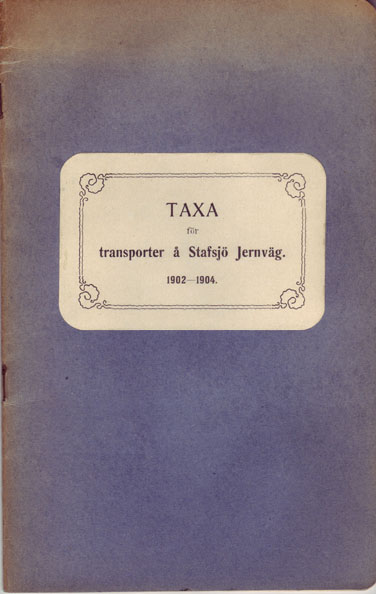 TAXA
för
transporter å Stafsjö Jernväg.
1902—1904.